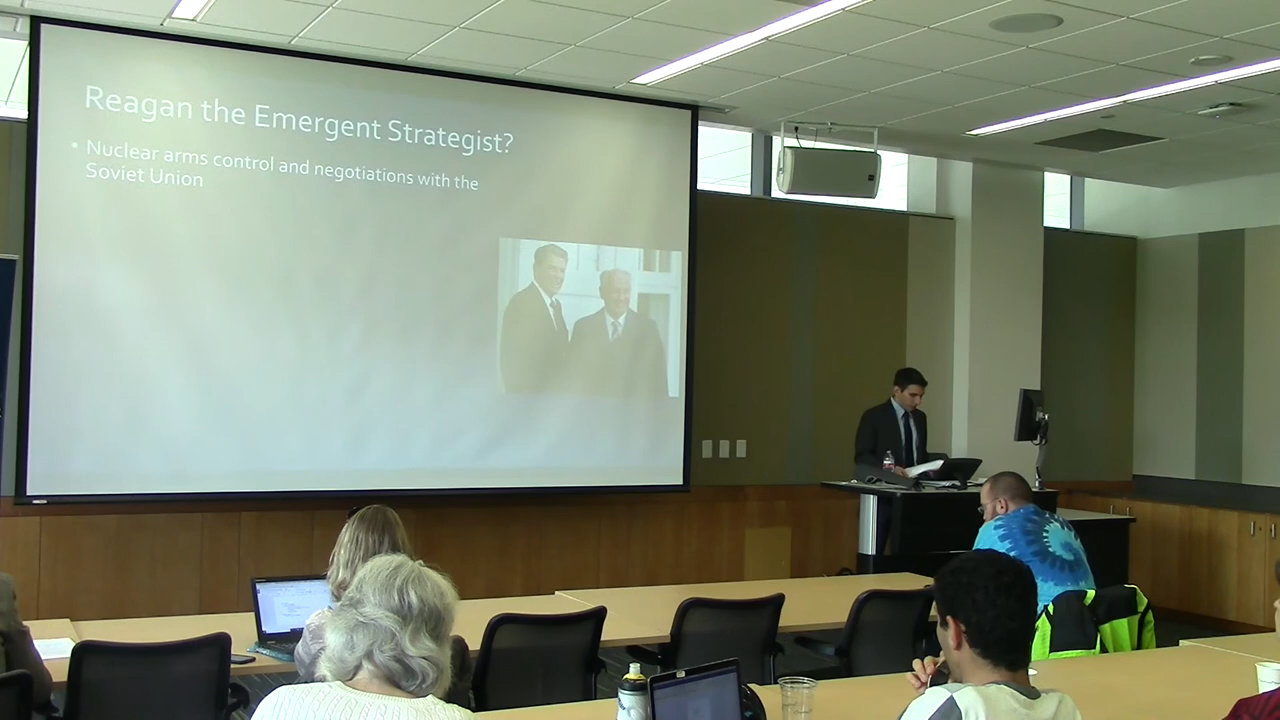 Reagan the Emergent Strategist?
• Nuclear arms control and negotiations with the
Soviet Union